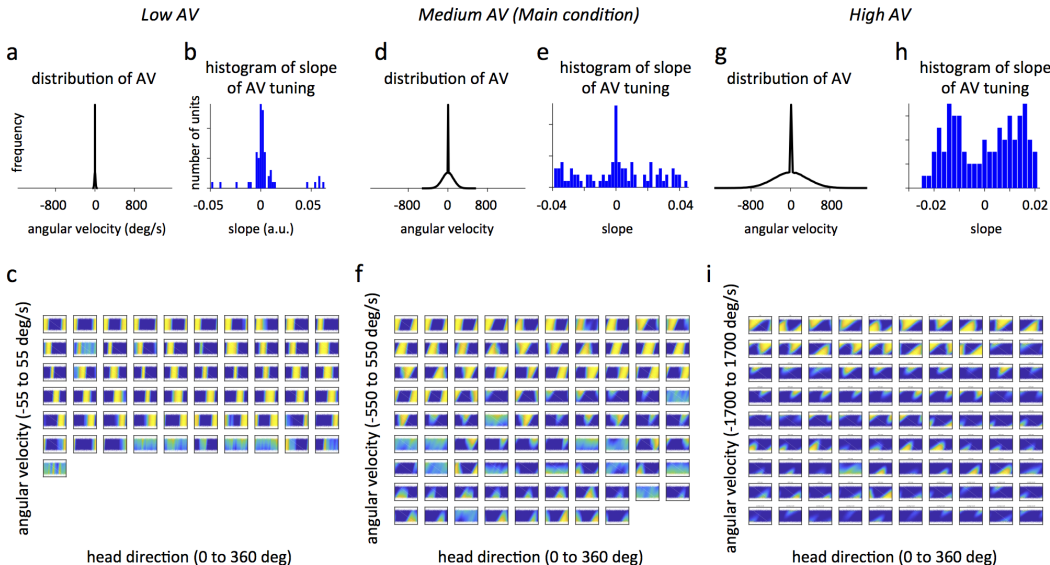 Low AV
Medium AV (Main condition)
High AV
a
distribution of AV
frequency
-800
0
800
angular velocity (deg/s)
b
histogram of slope
of AV tuning
number of units
-0.05
0
0.05
slope (a.u.)
d
distribution of AV
-800
0
800
angular velocity
e
histogram of slope
of AV tuning
-0.04
0
0.04
slope
g
distribution of AV
-800
0
800
angular velocity
h
histogram of slope
of AV tuning
-0.02
0
0.02
slope
c
angular velocity (-55 to 55 deg/s)
head direction (0 to 360 deg)
f
angular velocity (-550 to 550 deg/s)
head direction (0 to 360 deg)
i
angular velocity (-1700 to 1700 deg/s)
head direction (0 to 360 deg)